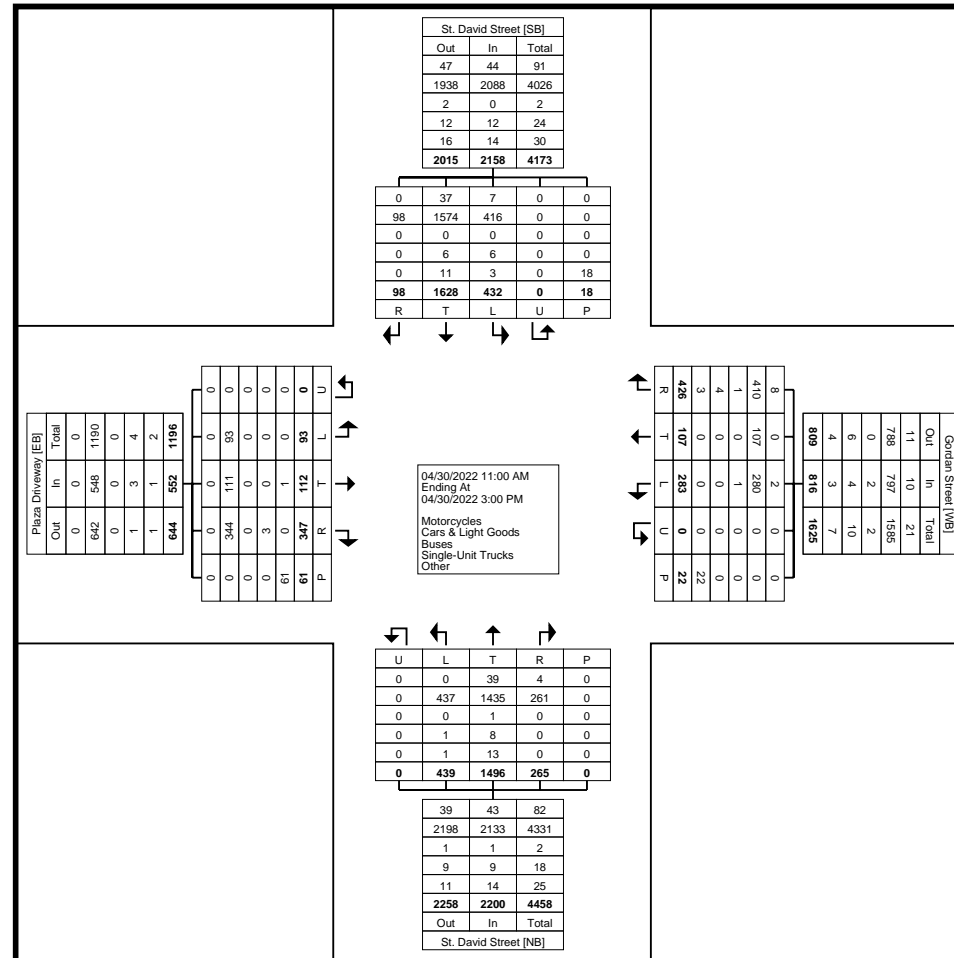 St. David Street [SB]
Out In Total
47 44 91
1938 2088 4026
2 0 2
12 12 24
16 14 30
2015 2158 4173
0 37 7 0 0
98 1574 416 0 0
0 0 0 0 0
0 6 6 0 0
0 11 3 0 18
98 1628 432 0 18
R T L U P
Plaza Driveway [EB]
Out In Total
0 0 0
642 548 1190
0 0 0
1 3 4
1 1 2
644 552 1196
0 0 0 0 0
0 344 111 93 0
0 0 0 0 0
0 3 0 0 0
61 0 1 0 0
61 347 112 93 0
P R T L U
04/30/2022 11:00 AM
Ending At
04/30/2022 3:00 PM
Motorcycles
Cars & Light Goods
Buses
Single-Unit Trucks
Other
Gordan Street [WB]
Out In Total
11 10 21
788 797 1585
0 2 2
6 4 10
4 3 7
809 816 1625
8 0 2 0 0
410 107 280 0 0
1 0 1 0 0
4 0 0 0 0
3 0 0 0 22
426 107 283 0 22
R T L U P
U L T R P
0 0 39 4 0
0 437 1435 261 0
0 0 1 0 0
0 1 8 0 0
0 1 13 0 0
0 439 1496 265 0
39 43 82
2198 2133 4331
1 1 2
9 9 18
11 14 25
2258 2200 4458
Out In Total
St. David Street [NB]